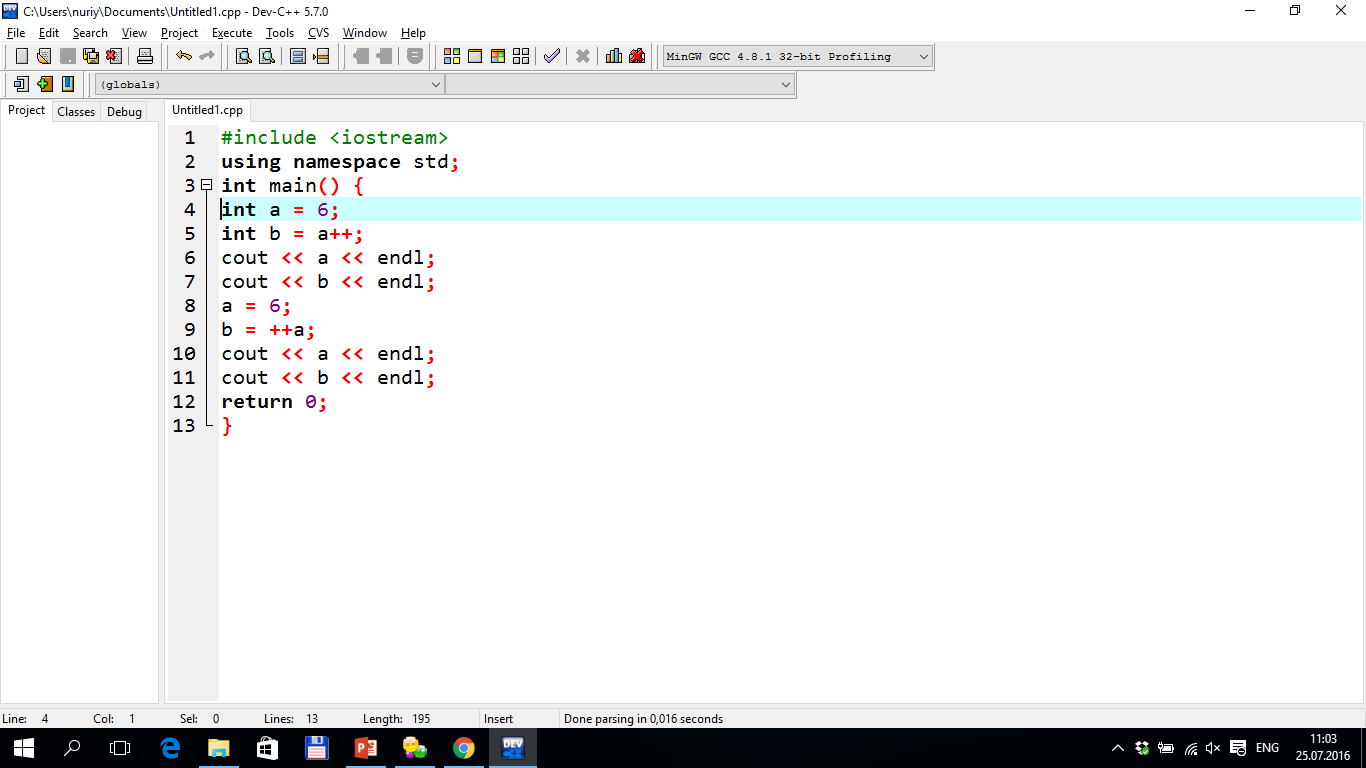 C:\Users\nuriy\Documents\Untitled1.cpp - Dev-C++ 5.7.0
File Edit Search View Project Execute Tools CVS Window Help
MinGW GCC 4.8.1 32-bit Profiling
(globals)
Project Classes Debug Untitled1.cpp
1 #include <iostream>
2 using namespace std;
3 int main() {
4 int a = 6;
5 int b = a++;
6 cout << a << endl;
7 cout << b << endl;
8 a = 6;
9 b = ++a;
10 cout << a << endl;
11 cout << b << endl;
12 return 0;
13 }
Line: 4 Col: 1 Sel: 0 Lines: 13 Length: 195 Insert Done parsing in 0,016 seconds
DEV
ENG
11:03
25.07.2016